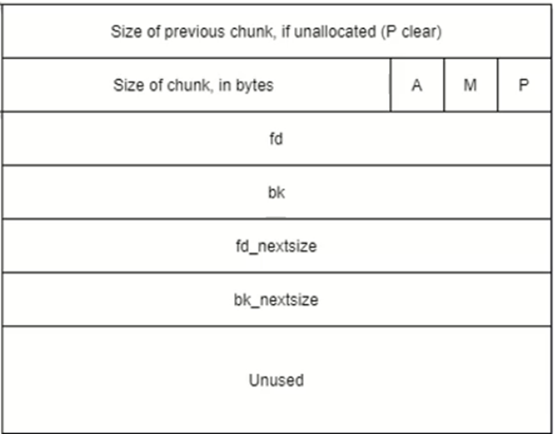 Size of previous chunk, if unallocated (P clear)
Size of chunk, in bytes A M P
fd
bk
fd_nextsize
bk_nextsize
Unused